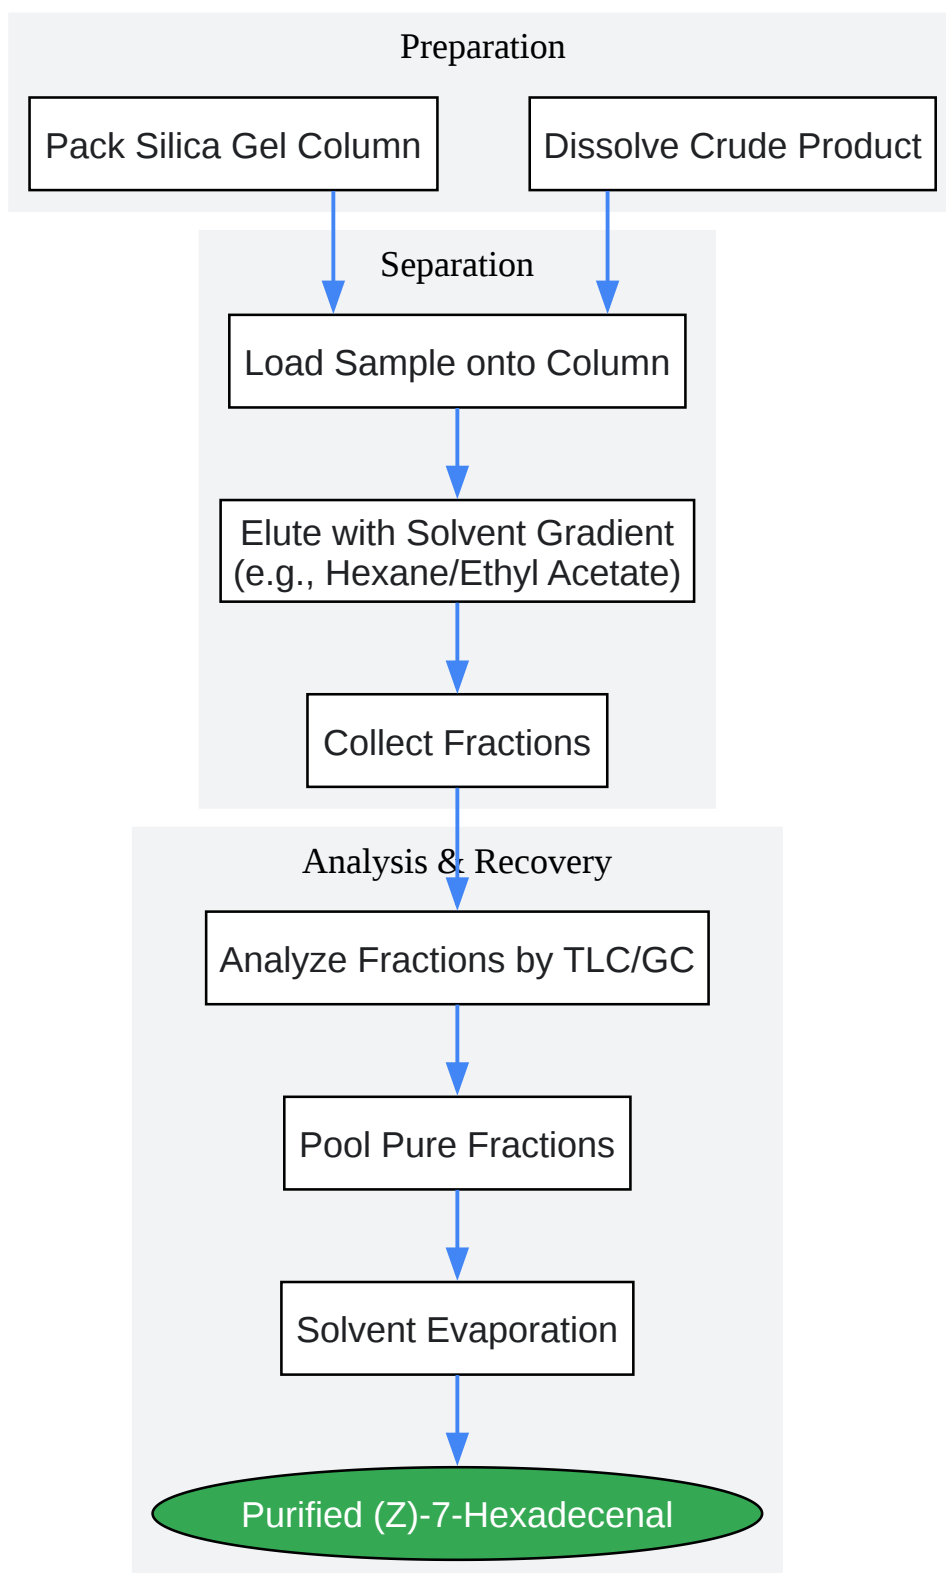 Preparation
Pack Silica Gel Column
Dissolve Crude Product
Separation
Load Sample onto Column
Elute with Solvent Gradient
(e.g., Hexane/Ethyl Acetate)
Collect Fractions
Analysis & Recovery
Analyze Fractions by TLC/GC
Pool Pure Fractions
Solvent Evaporation
Purified (Z)-7-Hexadecenal